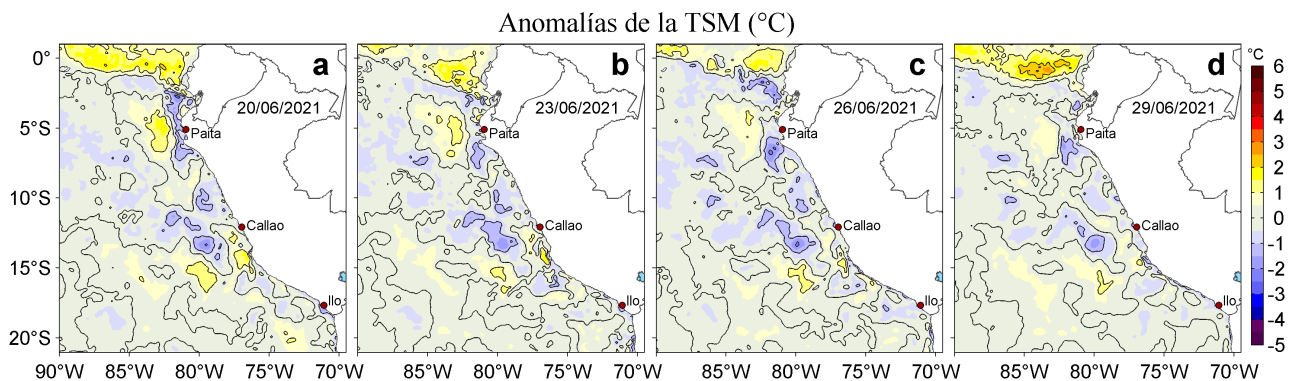 Anomalías de la TSM (°C)
a
b
c
d
20/06/2021
23/06/2021
26/06/2021
29/06/2021
0°
5°S
10°S
15°S
20°S
Paita
Callao
Ilo
Paita
Callao
Ilo
Paita
Callao
Ilo
Paita
Callao
Ilo
90°W 85°W 80°W 75°W 70°W
85°W 80°W 75°W 70°W
85°W 80°W 75°W 70°W
85°W 80°W 75°W 70°W
°C
6
5
4
3
2
1
0
-1
-2
-3
-4
-5